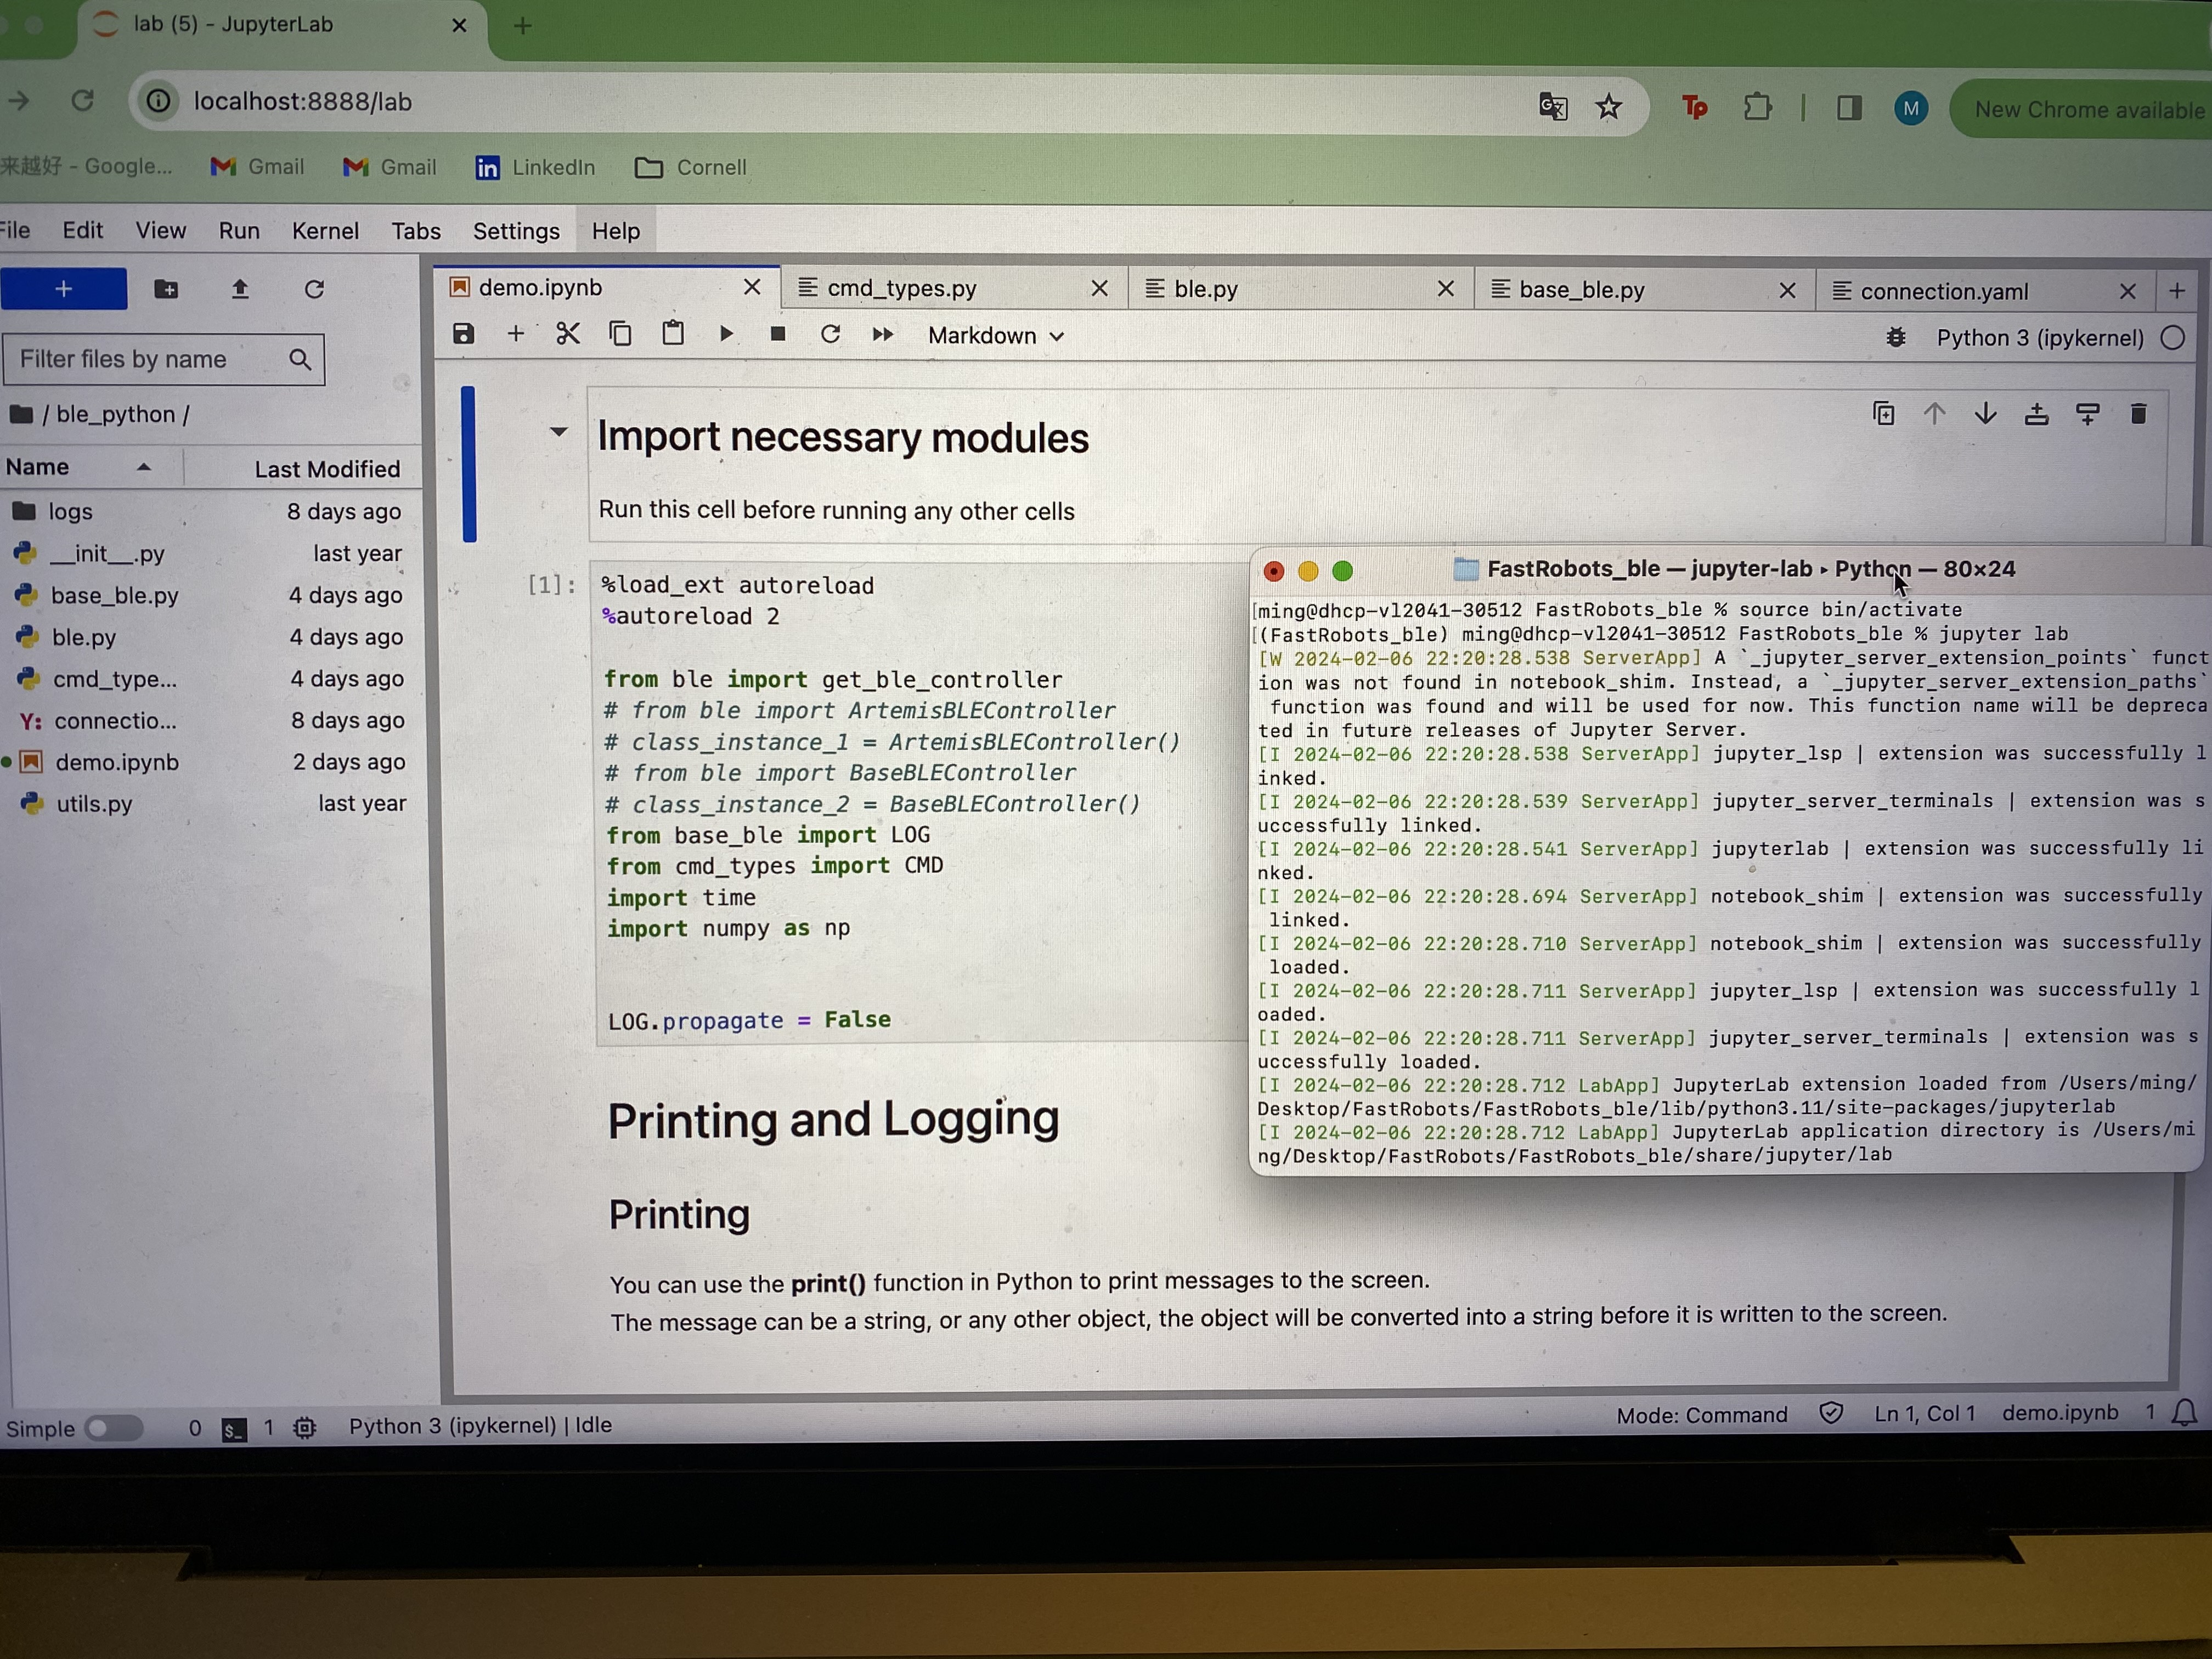 lab (5) - JupyterLab
localhost:8888/lab
New Chrome available
来越好 - Google...
Gmail
Gmail
LinkedIn
Cornell
File Edit View Run Kernel Tabs Settings Help
demo.ipynb
cmd_types.py
ble.py
base_ble.py
connection.yaml
Markdown
Python 3 (ipykernel)
Filter files by name
/ ble_python /
Name Last Modified
logs 8 days ago
__init__.py last year
base_ble.py 4 days ago
ble.py 4 days ago
cmd_type... 4 days ago
connectio... 8 days ago
demo.ipynb 2 days ago
utils.py last year
Import necessary modules
Run this cell before running any other cells
[1]:
%load_ext autoreload
%autoreload 2
from ble import get_ble_controller
# from ble import ArtemisBLEController
# class_instance_1 = ArtemisBLEController()
# from ble import BaseBLEController
# class_instance_2 = BaseBLEController()
from base_ble import LOG
from cmd_types import CMD
import time
import numpy as np
LOG.propagate = False
Printing and Logging
Printing
You can use the print() function in Python to print messages to the screen.
The message can be a string, or any other object, the object will be converted into a string before it is written to the screen.
FastRobots_ble — jupyter-lab ▸ Python — 80×24
[ming@dhcp-vl2041-30512 FastRobots_ble % source bin/activate
[(FastRobots_ble) ming@dhcp-vl2041-30512 FastRobots_ble % jupyter lab
[W 2024-02-06 22:20:28.538 ServerApp] A `_jupyter_server_extension_points` funct
ion was not found in notebook_shim. Instead, a `_jupyter_server_extension_paths`
function was found and will be used for now. This function name will be depreca
ted in future releases of Jupyter Server.
[I 2024-02-06 22:20:28.538 ServerApp] jupyter_lsp | extension was successfully l
inked.
[I 2024-02-06 22:20:28.539 ServerApp] jupyter_server_terminals | extension was s
uccessfully linked.
[I 2024-02-06 22:20:28.541 ServerApp] jupyterlab | extension was successfully li
nked.
[I 2024-02-06 22:20:28.694 ServerApp] notebook_shim | extension was successfully
linked.
[I 2024-02-06 22:20:28.710 ServerApp] notebook_shim | extension was successfully
loaded.
[I 2024-02-06 22:20:28.711 ServerApp] jupyter_lsp | extension was successfully l
oaded.
[I 2024-02-06 22:20:28.711 ServerApp] jupyter_server_terminals | extension was s
uccessfully loaded.
[I 2024-02-06 22:20:28.712 LabApp] JupyterLab extension loaded from /Users/ming/
Desktop/FastRobots/FastRobots_ble/lib/python3.11/site-packages/jupyterlab
[I 2024-02-06 22:20:28.712 LabApp] JupyterLab application directory is /Users/mi
ng/Desktop/FastRobots/FastRobots_ble/share/jupyter/lab
Simple 0 1 Python 3 (ipykernel) | Idle
Mode: Command Ln 1, Col 1 demo.ipynb 1